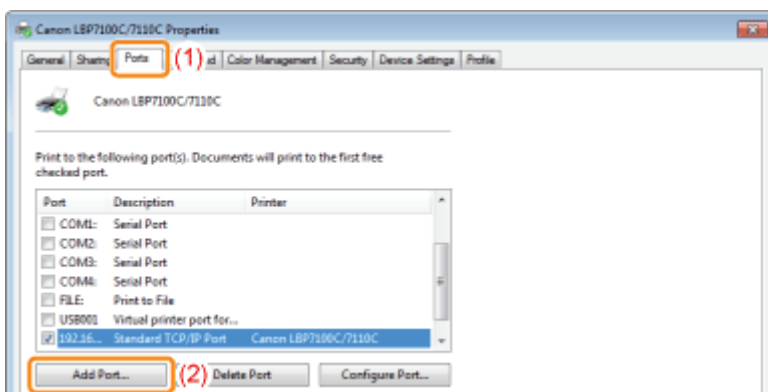 Canon LBP7100C/7110C Properties
General Sharing Ports (1) d Color Management Security Device Settings Profile
Canon LBP7100C/7110C
Print to the following port(s). Documents will print to the first free
checked port.
Port Description Printer
COM1: Serial Port
COM2: Serial Port
COM3: Serial Port
COM4: Serial Port
FILE: Print to File
USB001 Virtual printer port for...
192.16... Standard TCP/IP Port Canon LBP7100C/7110C
Add Port... (2) Delete Port Configure Port...